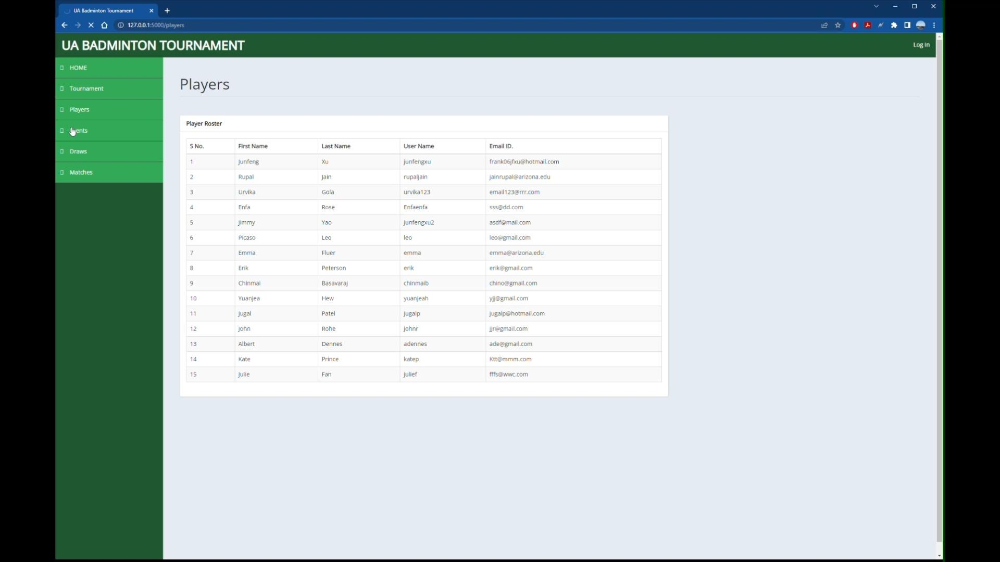 UA Badminton Tournament
127.0.0.1:5000/players
UA BADMINTON TOURNAMENT
Log In
HOME
Tournament
Players
Draws
Matches
Players
Player Roster
S No. First Name Last Name User Name Email ID.
1 Junfeng Xu junfengxu frank06jfxu@hotmail.com
2 Rupal Jain rupaljain jainrupal@arizona.edu
3 Urvika Gola urvika123 email123@rrr.com
4 Enfa Rose Enfaenfa sss@dd.com
5 Jimmy Yao junfengxu2 asdf@mail.com
6 Picaso Leo leo leo@gmail.com
7 Emma Fluer emma emma@arizona.edu
8 Erik Peterson erik erik@gmail.com
9 Chinmai Basavaraj chinmaib chino@gmail.com
10 Yuanjea Hew yuanjeah yjj@gmail.com
11 Jugal Patel jugalp jugalp@hotmail.com
12 John Rohe johnr jjr@gmail.com
13 Albert Dennes adennes ade@gmail.com
14 Kate Prince katep Ktt@mmm.com
15 Julie Fan julief fffs@wwc.com